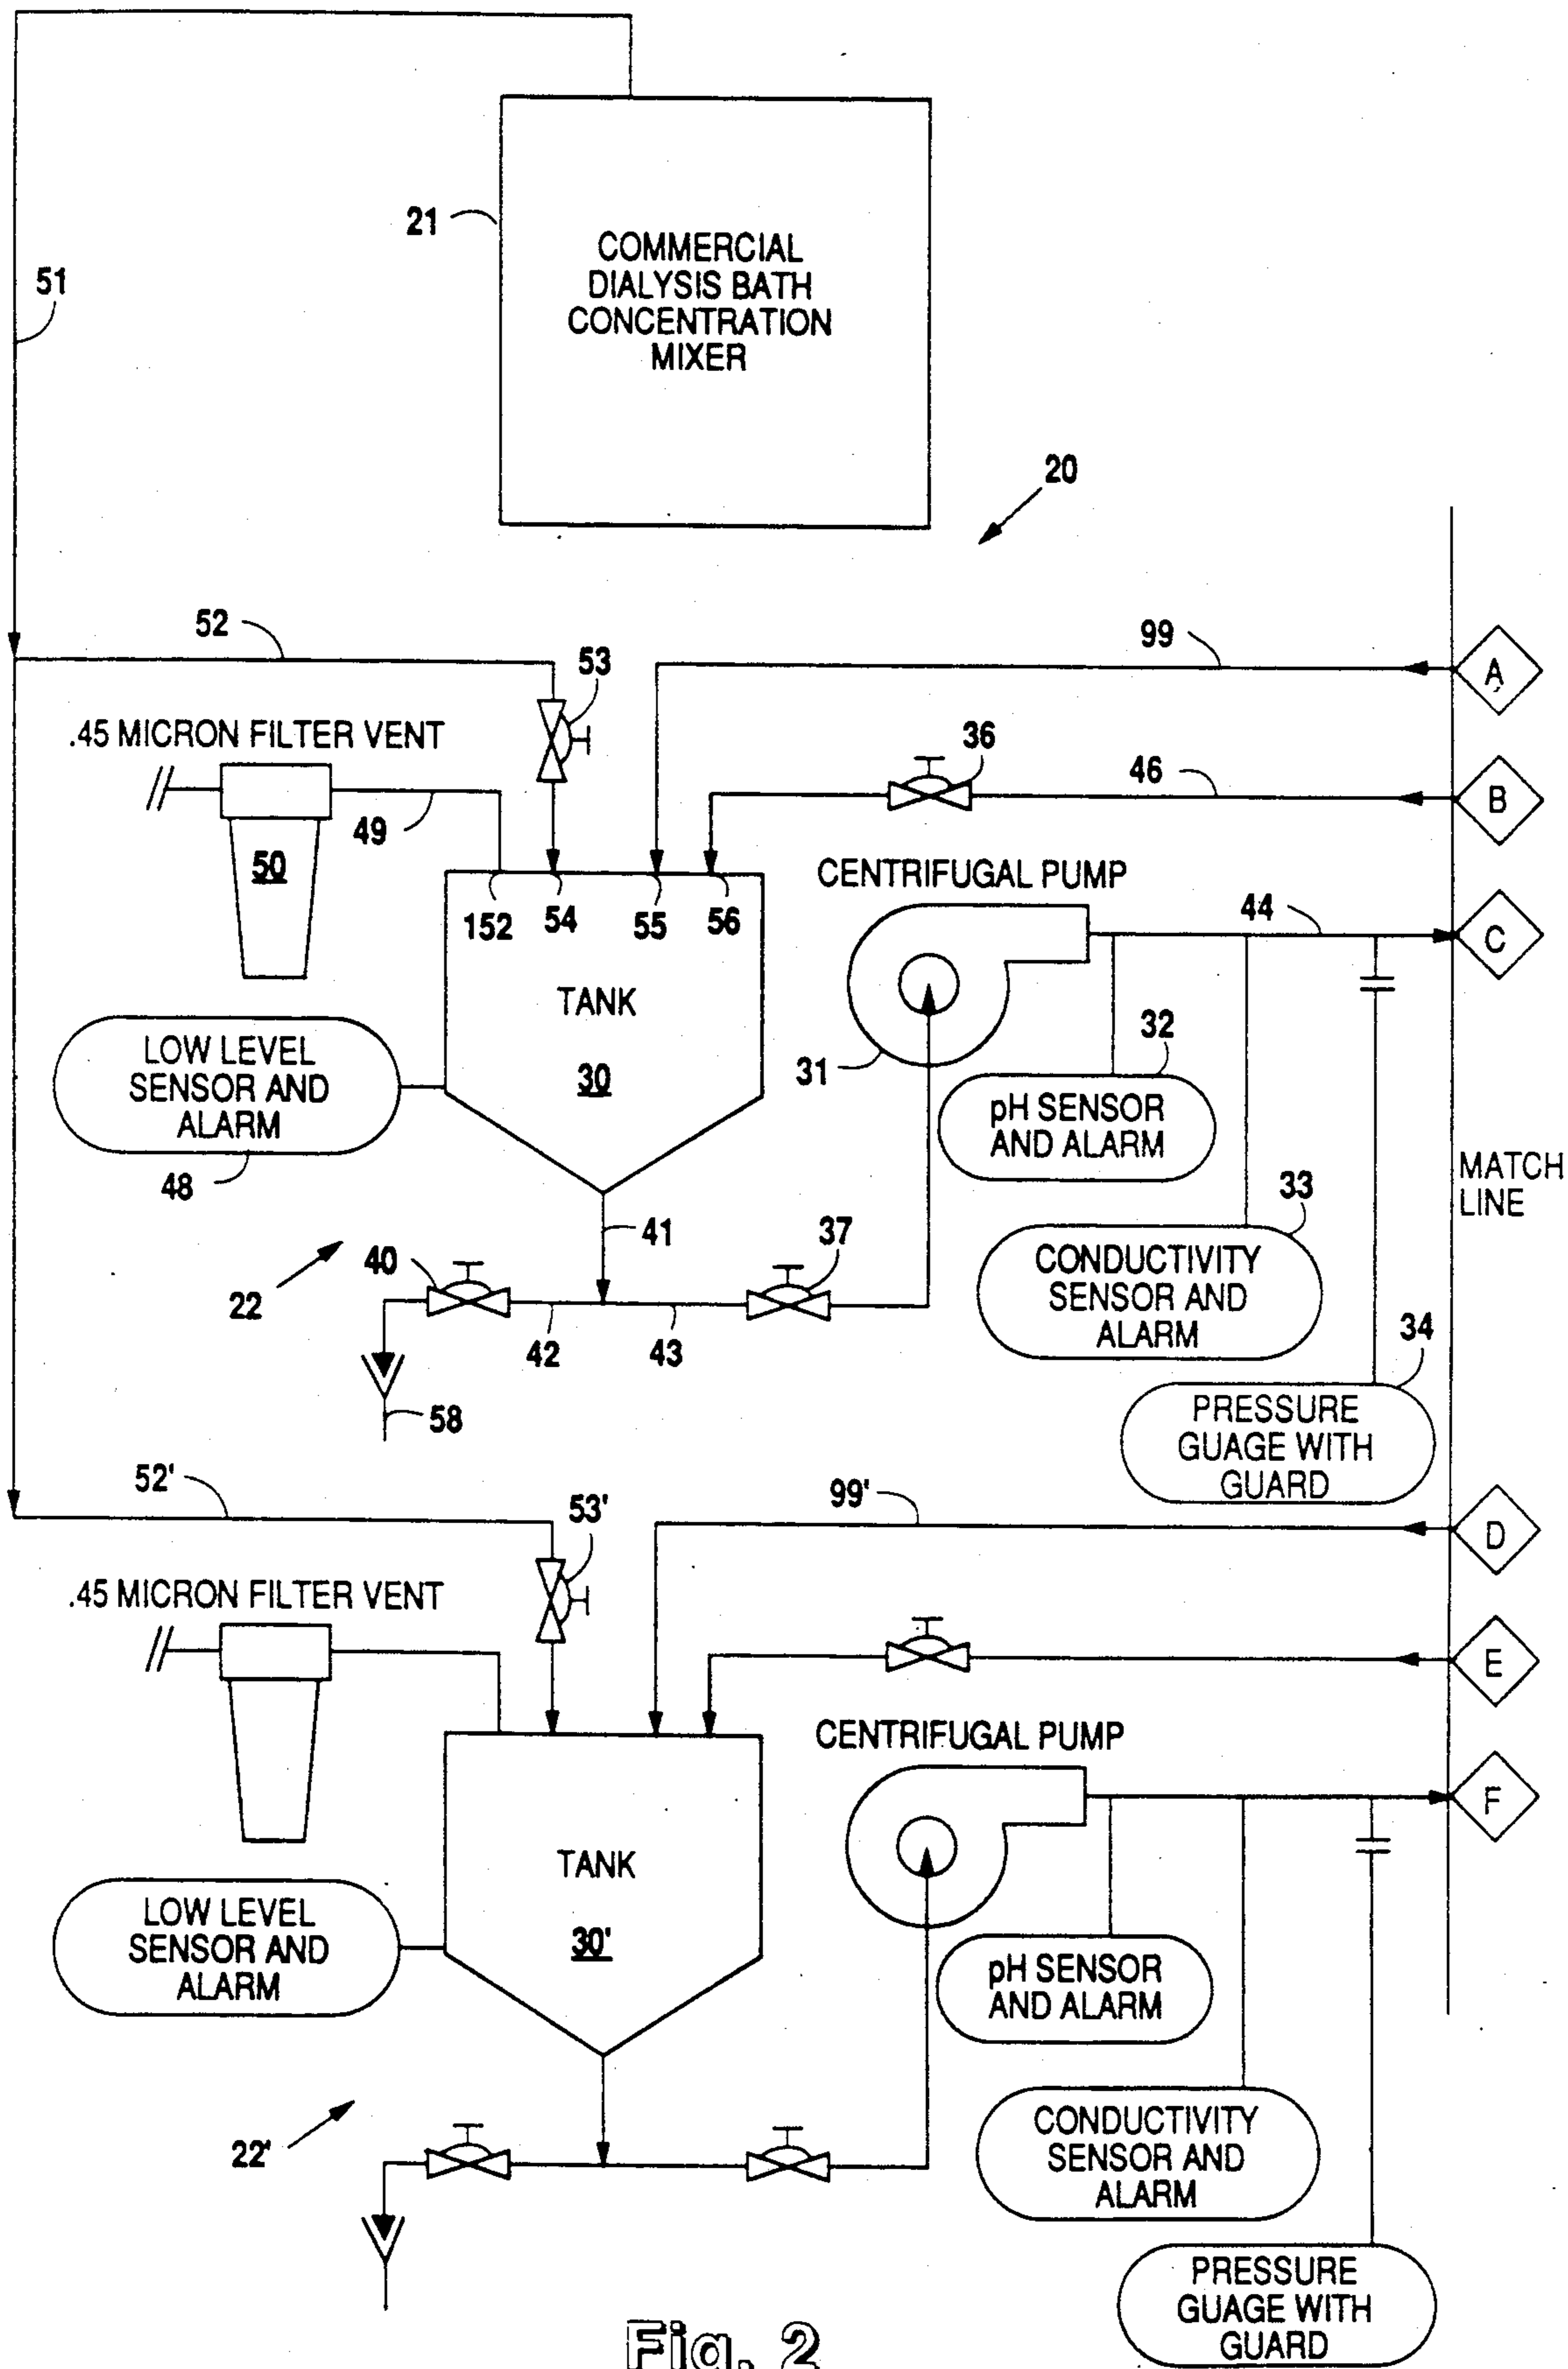 21
COMMERCIAL
DIALYSIS BATH
CONCENTRATION
MIXER
51
20
52
53
99
A
.45 MICRON FILTER VENT
36
46
B
49
50
152
54
55
56
CENTRIFUGAL PUMP
44
C
TANK
30
31
32
LOW LEVEL
SENSOR AND
ALARM
48
pH SENSOR
AND ALARM
MATCH
LINE
33
41
37
40
22
42
43
CONDUCTIVITY
SENSOR AND
ALARM
34
58
PRESSURE
GUAGE WITH
GUARD
52'
53'
99'
D
.45 MICRON FILTER VENT
E
CENTRIFUGAL PUMP
F
TANK
30'
LOW LEVEL
SENSOR AND
ALARM
pH SENSOR
AND ALARM
22'
CONDUCTIVITY
SENSOR AND
ALARM
PRESSURE
GUAGE WITH
GUARD
Fig. 2